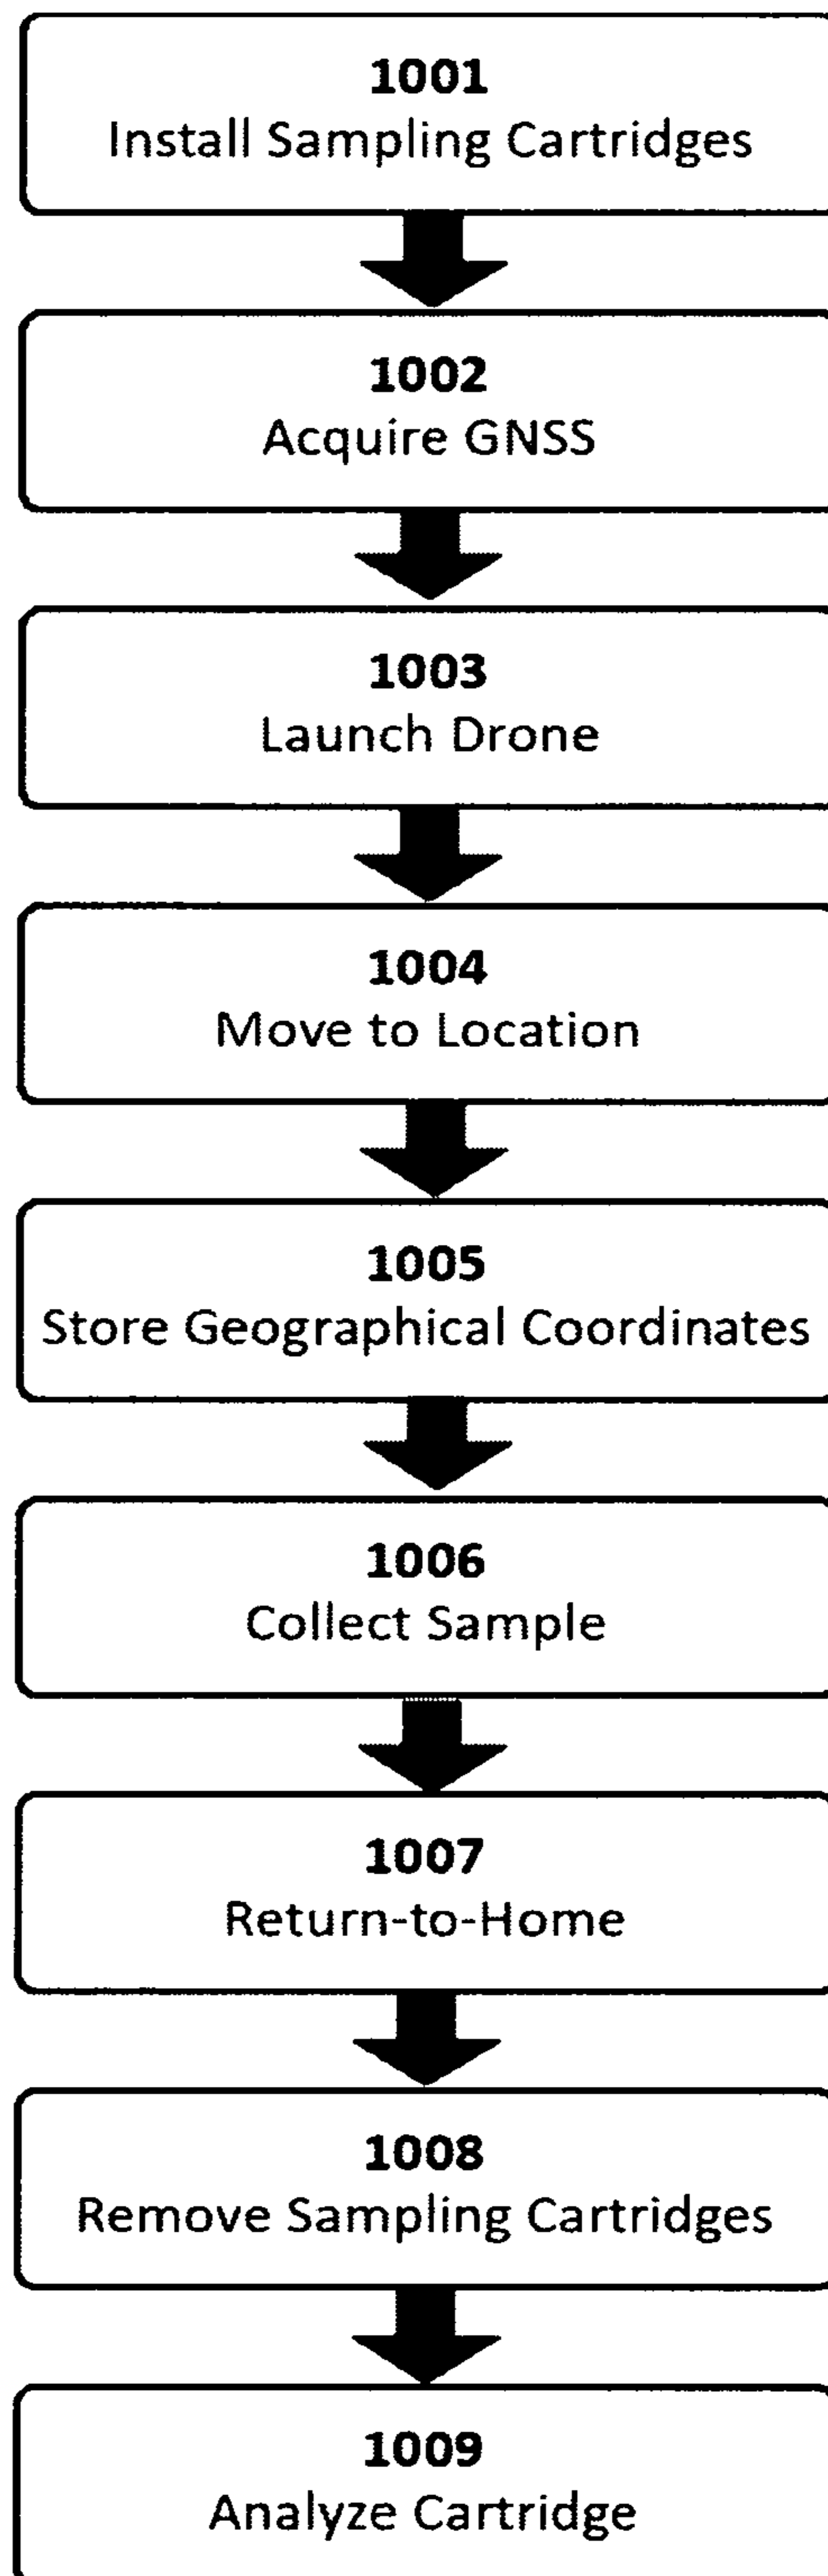 1001
Install Sampling Cartridges
1002
Acquire GNSS
1003
Launch Drone
1004
Move to Location
1005
Store Geographical Coordinates
1006
Collect Sample
1007
Return-to-Home
1008
Remove Sampling Cartridges
1009
Analyze Cartridge